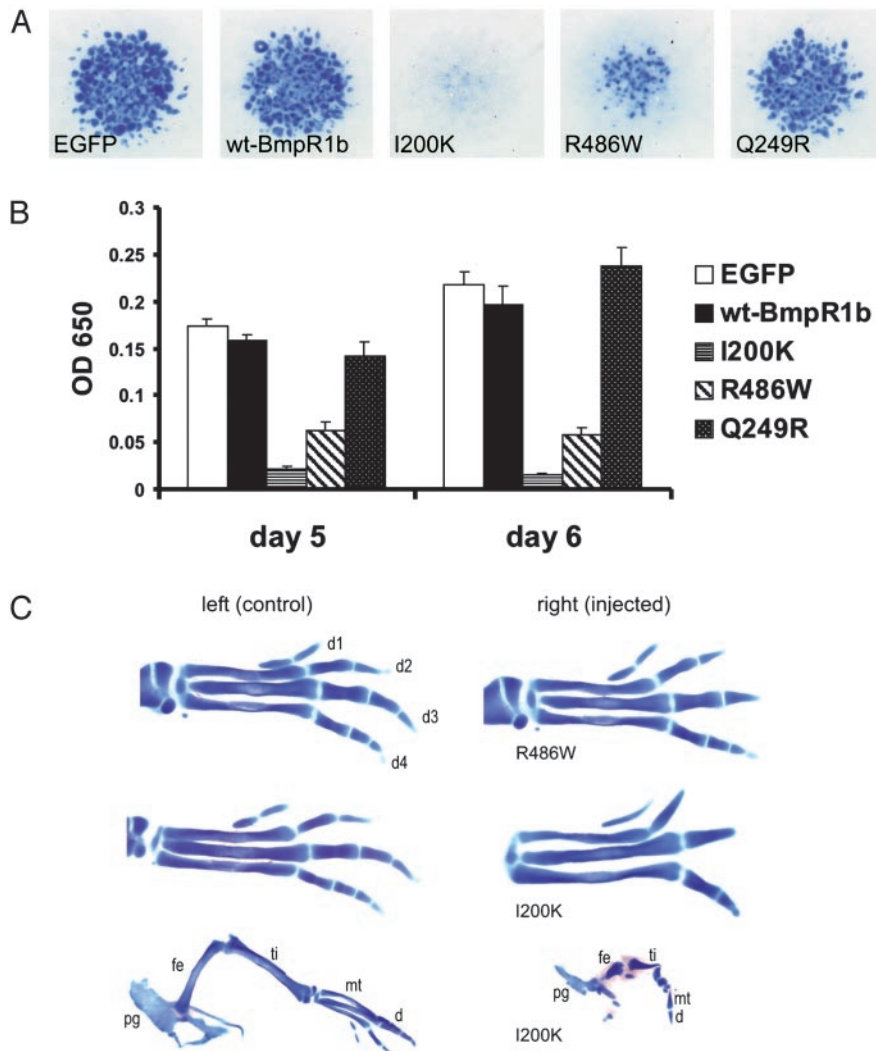 A
EGFP
wt-BmpR1b
I200K
R486W
Q249R
B
0.3
0.25
0.2
0.15
0.1
0.05
0
OD 650
day 5
day 6
EGFP
wt-BmpR1b
I200K
R486W
Q249R
C
left (control)
right (injected)
d1
d2
d3
d4
R486W
I200K
fe
ti
mt
pg
d
fe
ti
pg
mt
d
I200K